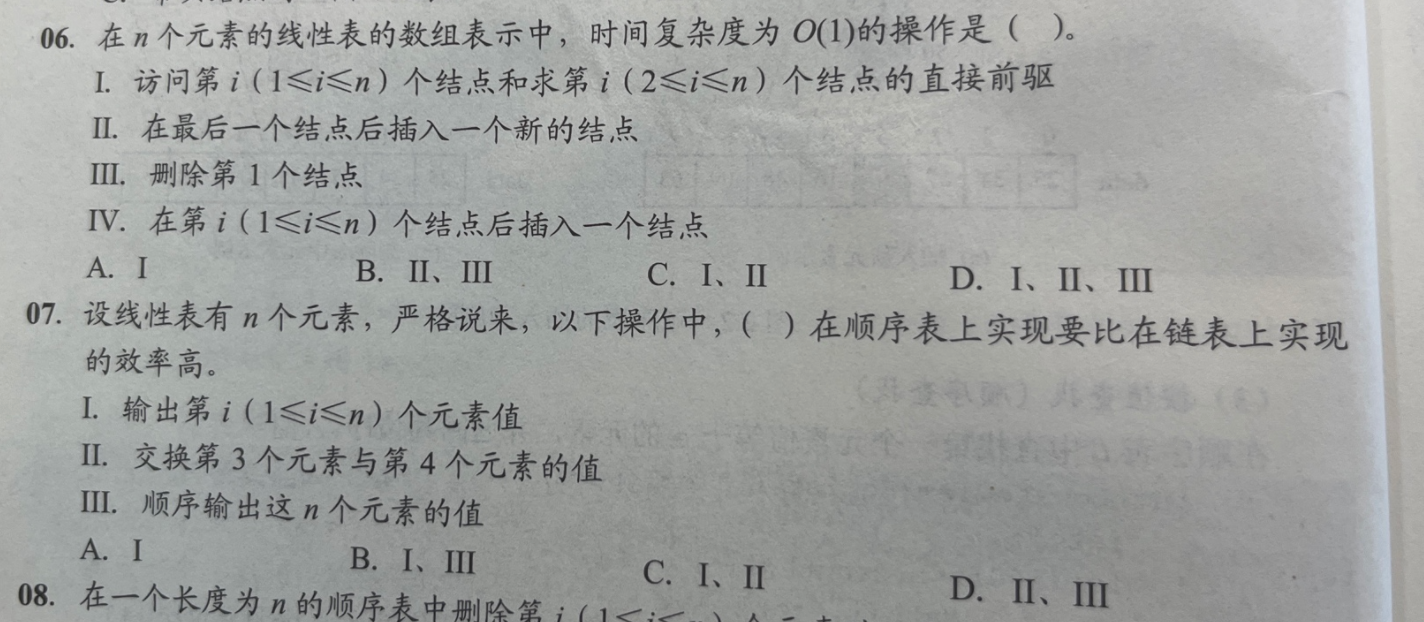 06. 在 n 个元素的线性表的数组表示中，时间复杂度为 O(1)的操作是（  ）。
I. 访问第 i（1≤i≤n）个结点和求第 i（2≤i≤n）个结点的直接前驱
II. 在最后一个结点后插入一个新的结点
III. 删除第 1 个结点
IV. 在第 i（1≤i≤n）个结点后插入一个结点
A. I  B. II、III  C. I、II  D. I、II、III
07. 设线性表有 n 个元素，严格说来，以下操作中，（  ）在顺序表上实现要比在链表上实现
的效率高。
I. 输出第 i（1≤i≤n）个元素值
II. 交换第 3 个元素与第 4 个元素的值
III. 顺序输出这 n 个元素的值
A. I  B. I、III  C. I、II  D. II、III
08. 在一个长度为 n 的顺序表中删除第 i（1≤i≤